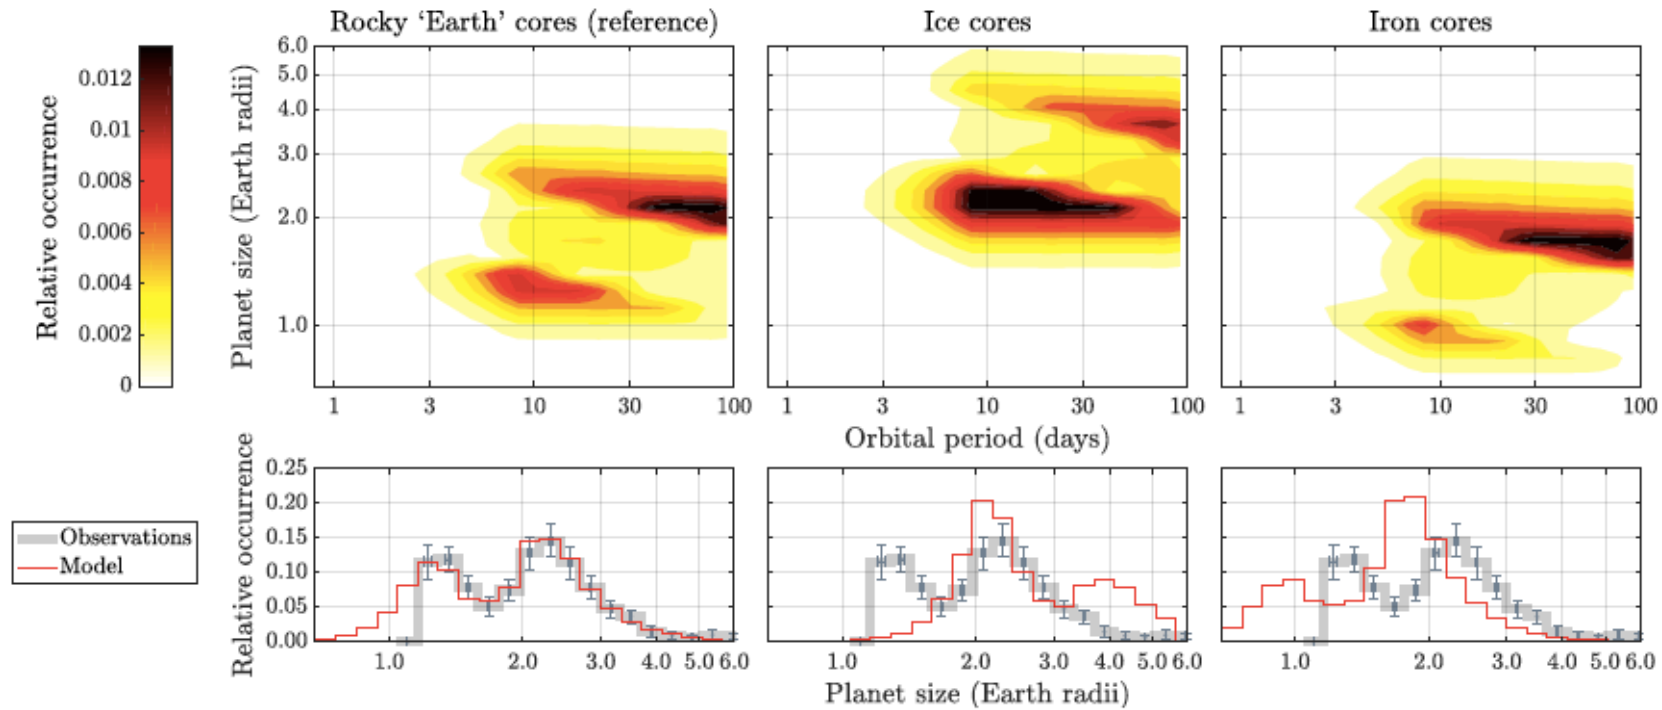 Rocky ‘Earth’ cores (reference)
Ice cores
Iron cores
Relative occurrence
0.012
0.01
0.008
0.006
0.004
0.002
0
Planet size (Earth radii)
6.0
5.0
4.0
3.0
2.0
1.0
1 3 10 30 100
1 3 10 30 100
1 3 10 30 100
Orbital period (days)
Observations
Model
Relative occurrence
0.25
0.20
0.15
0.10
0.05
0.00
1.0 2.0 3.0 4.0 5.0 6.0
1.0 2.0 3.0 4.0 5.0 6.0
1.0 2.0 3.0 4.0 5.0 6.0
Planet size (Earth radii)